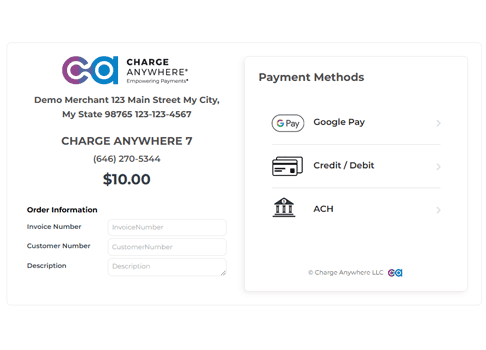 CHARGE
ANYWHERE®
Empowering Payments®
Demo Merchant 123 Main Street My City,
My State 98765 123-123-4567
CHARGE ANYWHERE 7
(646) 270-5344
$10.00
Order Information
Invoice Number InvoiceNumber
Customer Number CustomerNumber
Description Description
Payment Methods
G Pay Google Pay
Credit / Debit
ACH
© Charge Anywhere LLC ca